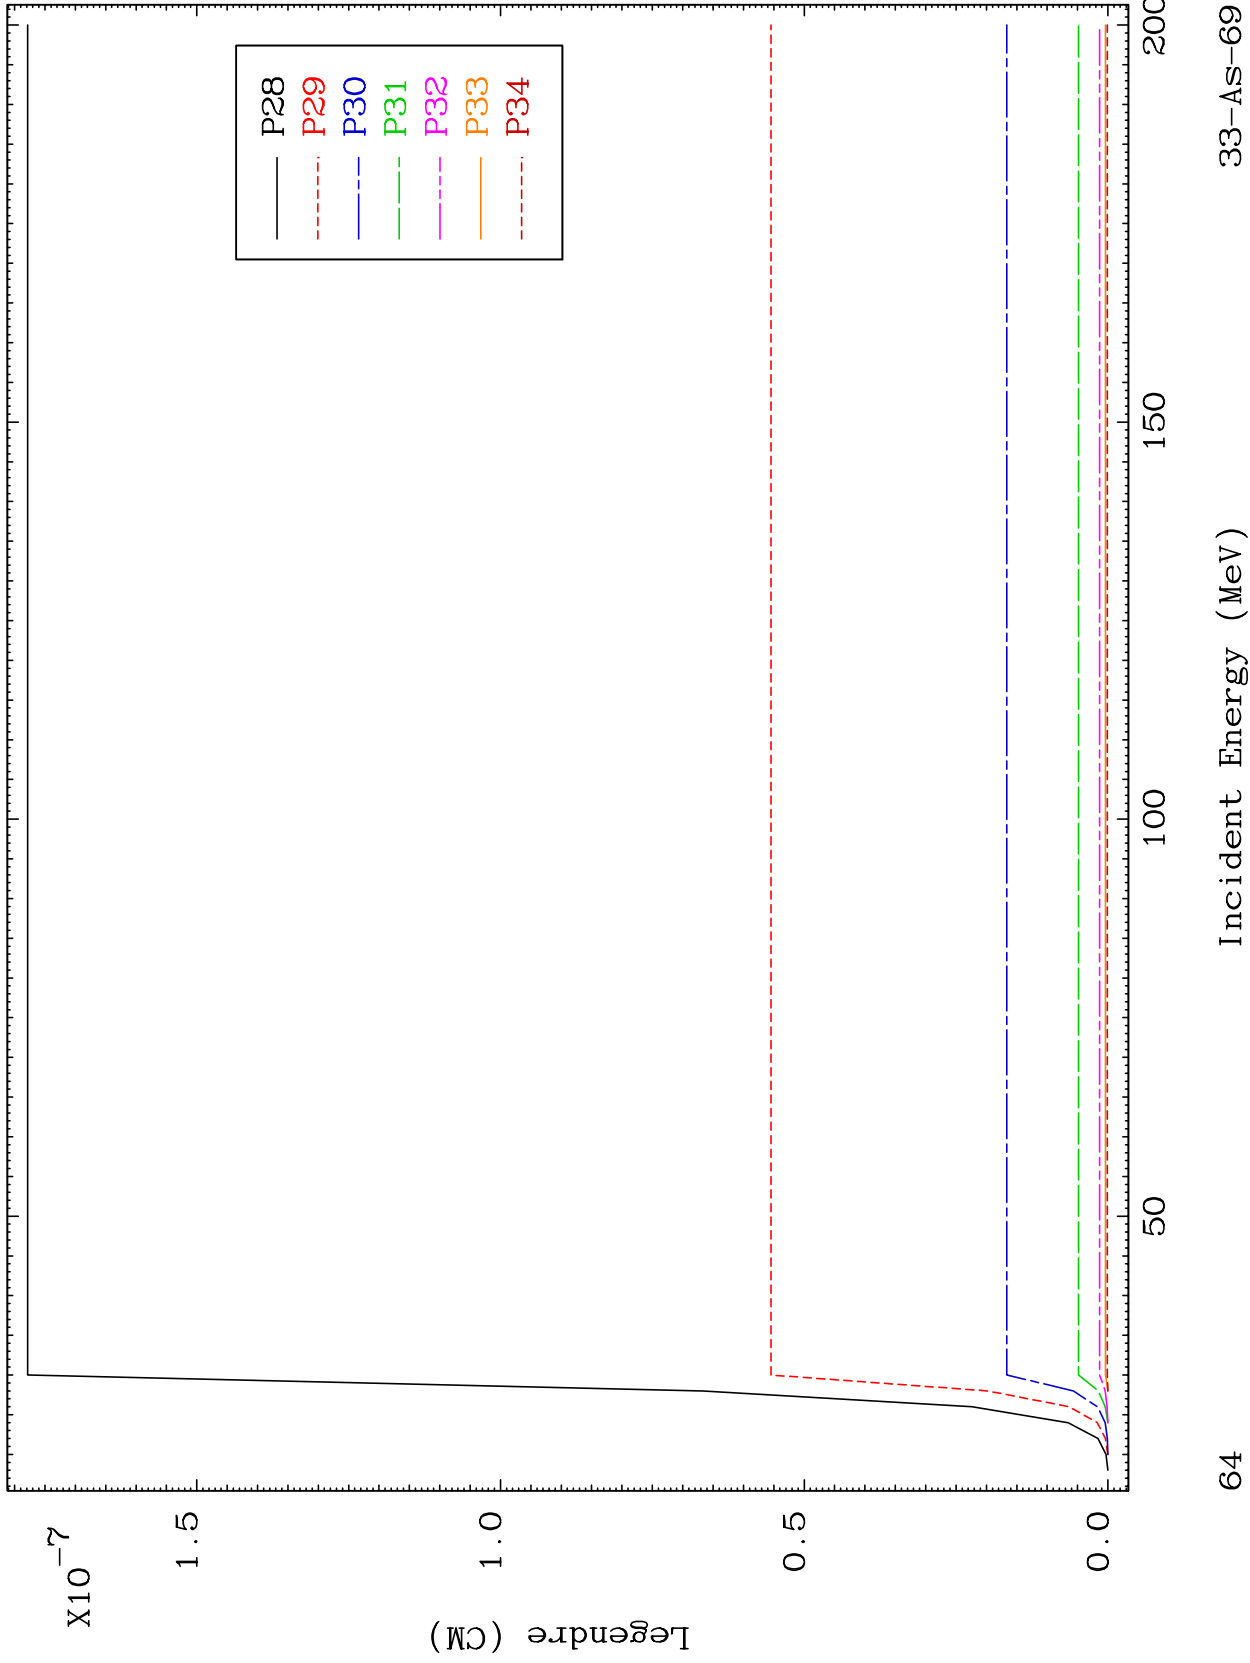 X10-7
Legendre (CM)
1.5
1.0
0.5
0.0
P28
P29
P30
P31
P32
P33
P34
50
100
150
200
Incident Energy (MeV)
64
33-As-69